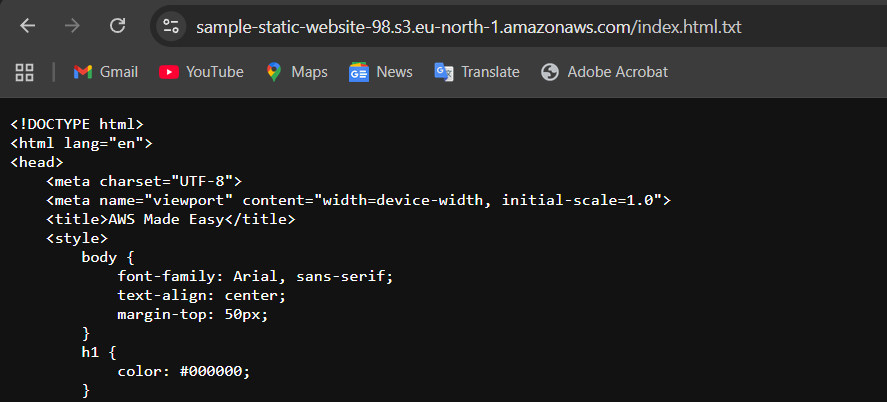 sample-static-website-98.s3.eu-north-1.amazonaws.com/index.html.txt
Gmail YouTube Maps News Translate Adobe Acrobat
<!DOCTYPE html>
<html lang="en">
<head>
    <meta charset="UTF-8">
    <meta name="viewport" content="width=device-width, initial-scale=1.0">
    <title>AWS Made Easy</title>
    <style>
        body {
            font-family: Arial, sans-serif;
            text-align: center;
            margin-top: 50px;
        }
        h1 {
            color: #000000;
        }